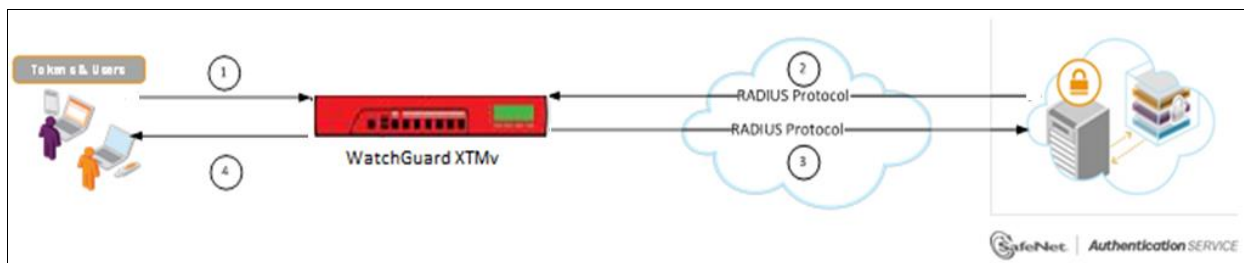 Tokens & Users
1
2
RADIUS Protocol
RADIUS Protocol
WatchGuard XTMv
4
3
SafeNet | Authentication SERVICE